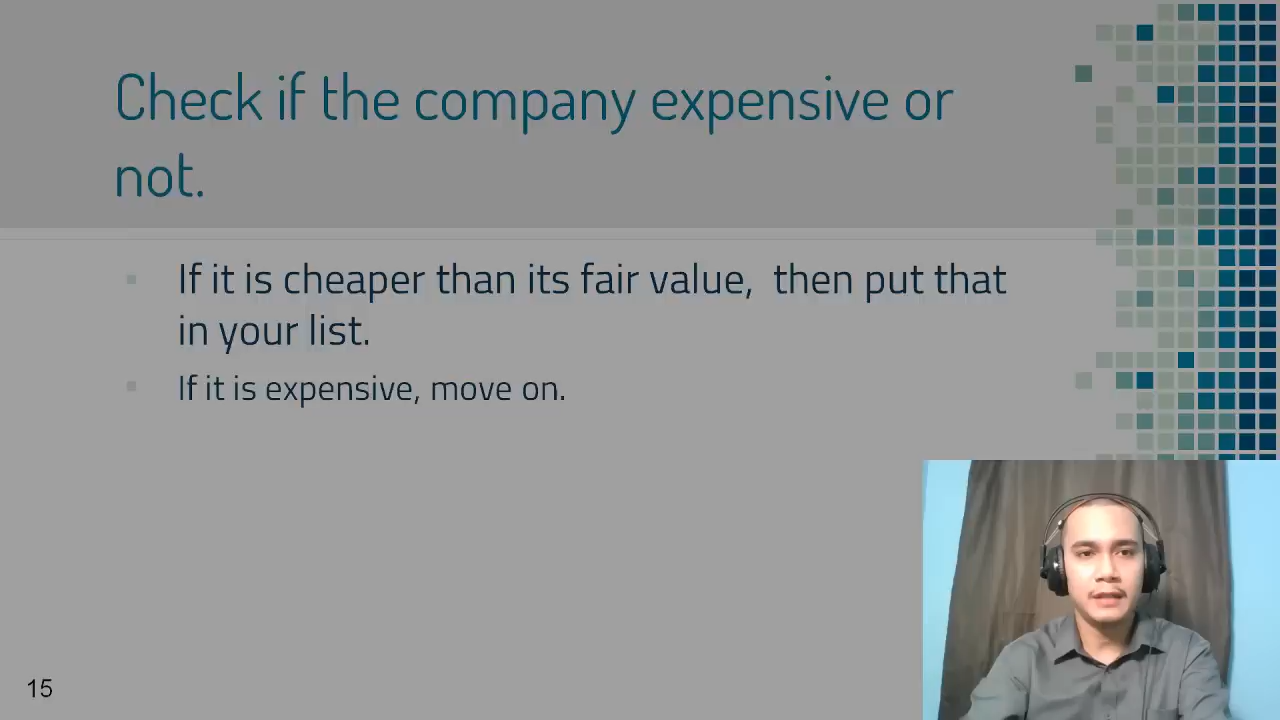 Check if the company expensive or
not.
If it is cheaper than its fair value, then put that
in your list.
If it is expensive, move on.
15